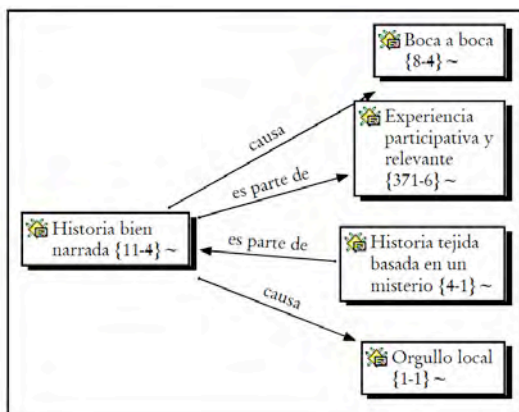 Boca a boca
{8-4} ~
causa
Experiencia
participativa y
relevante
{371-6} ~
es parte de
Historia bien
narrada {11-4} ~
es parte de
Historia tejida
basada en un
misterio {4-1} ~
causa
Orgullo local
{1-1} ~